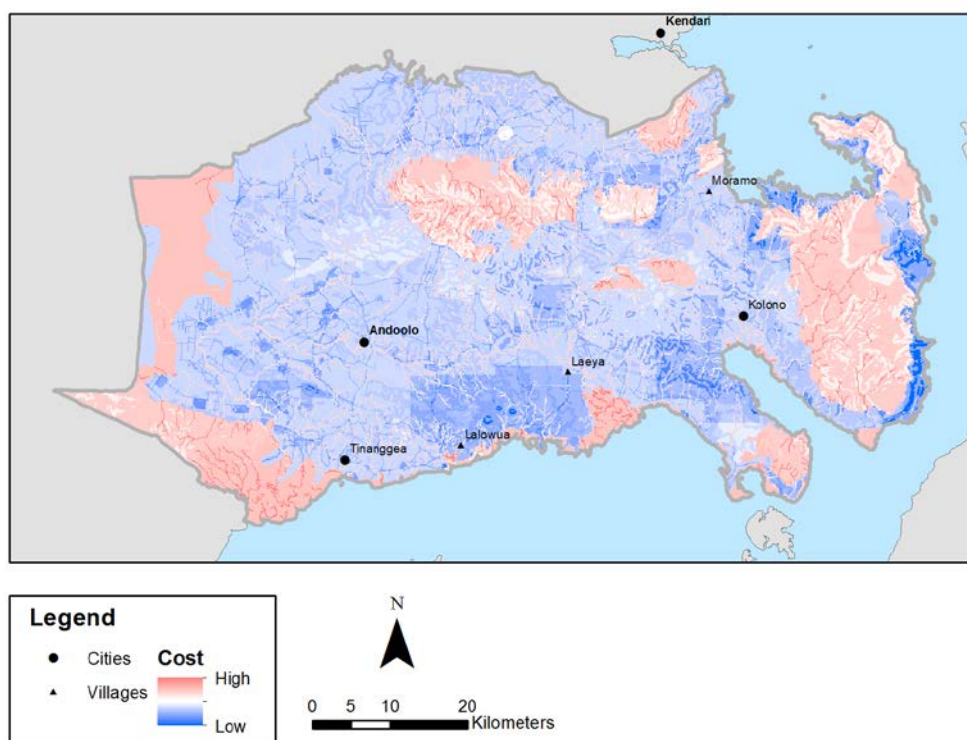 Kendari
Moramo
Kolono
Andoolo
Laeya
Lalowua
Tinanggea
Legend
Cities
Villages
Cost
High
Low
N
0 5 10 20
Kilometers